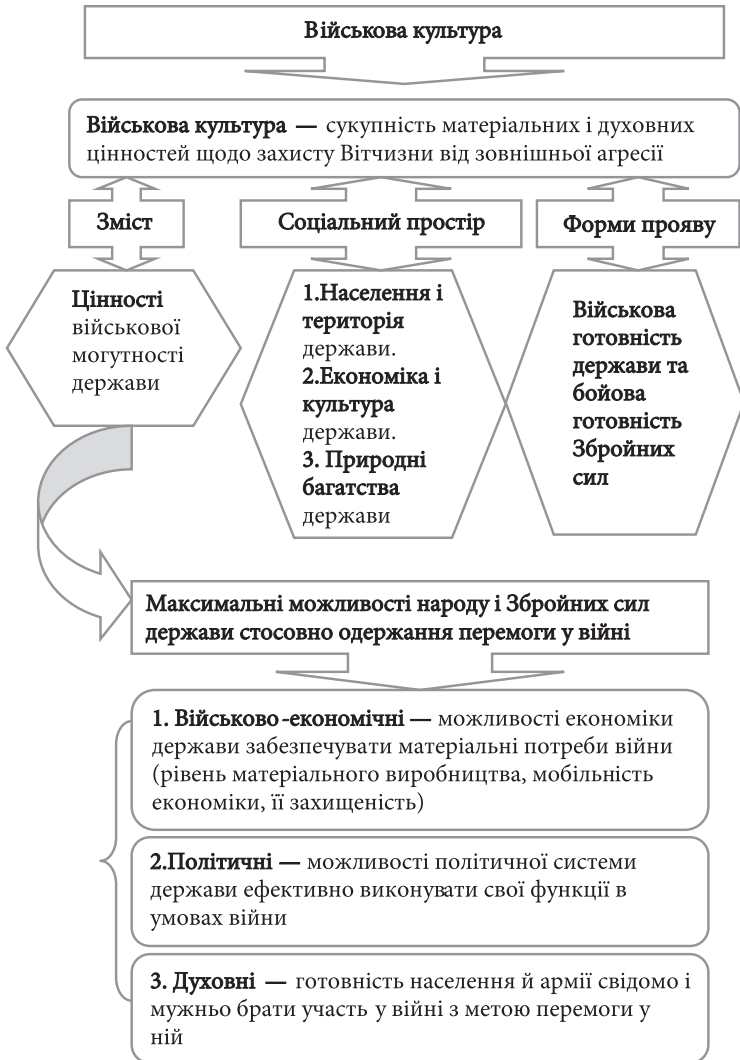 Військова культура
Військова культура — сукупність матеріальних і духовних
цінностей щодо захисту Вітчизни від зовнішньої агресії
Зміст
Соціальний простір
Форми прояву
Цінності
військової
могутності
держави
1.Населення і
територія
держави.
2.Економіка і
культура
держави.
3. Природні
багатства
держави
Військова
готовність
держави та
бойова
готовність
Збройних
сил
Максимальні можливості народу і Збройних сил
держави стосовно одержання перемоги у війні
1. Військово-економічні — можливості економіки
держави забезпечувати матеріальні потреби війни
(рівень матеріального виробництва, мобільність
економіки, її захищеність)
2.Політичні — можливості політичної системи
держави ефективно виконувати свої функції в
умовах війни
3. Духовні — готовність населення й армії свідомо і
мужньо брати участь у війні з метою перемоги у
ній